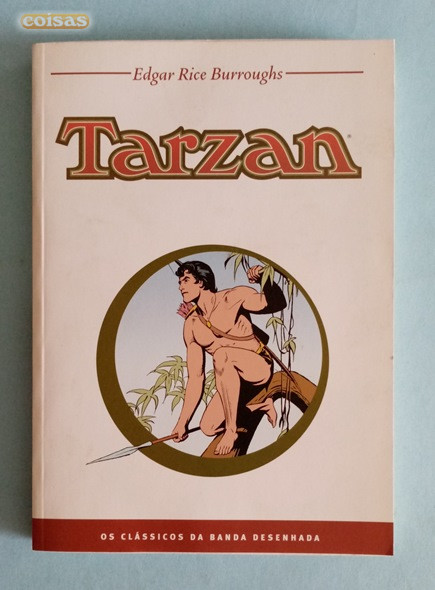 coisas
Edgar Rice Burroughs
Tarzan®
OS CLÁSSICOS DA BANDA DESENHADA